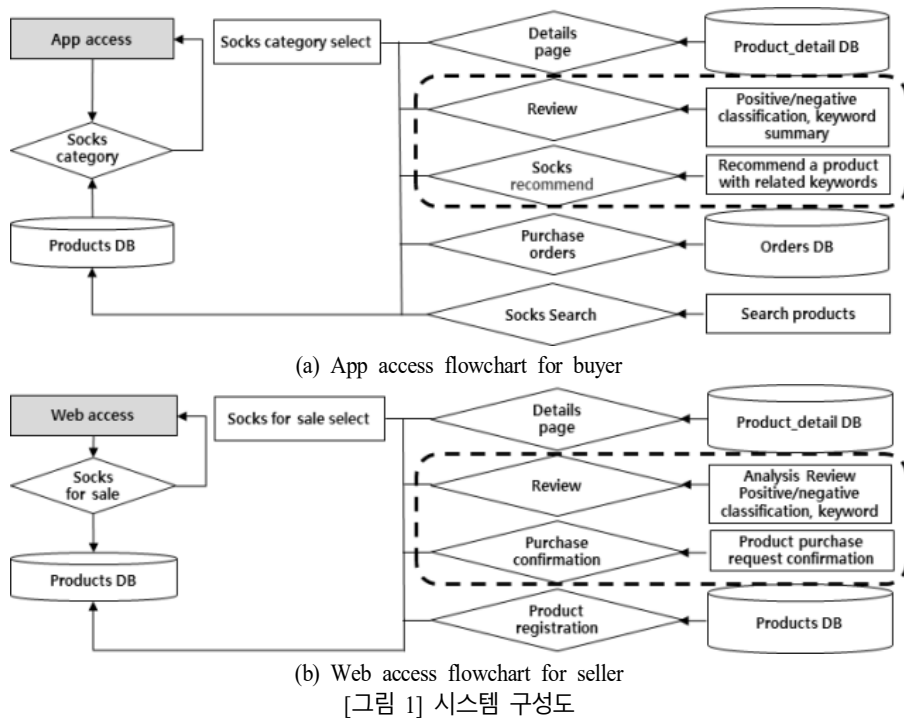 App access
Socks category select
Details
page
Product_detail DB
Review
Positive/negative
classification, keyword
summary
Socks
category
Socks
recommend
Recommend a product
with related keywords
Products DB
Purchase
orders
Orders DB
Socks Search
Search products
(a) App access flowchart for buyer
Web access
Socks for sale select
Details
page
Product_detail DB
Socks
for sale
Review
Analysis Review
Positive/negative
classification, keyword
Products DB
Purchase
confirmation
Product purchase
request confirmation
Product
registration
Products DB
(b) Web access flowchart for seller
[그림 1] 시스템 구성도